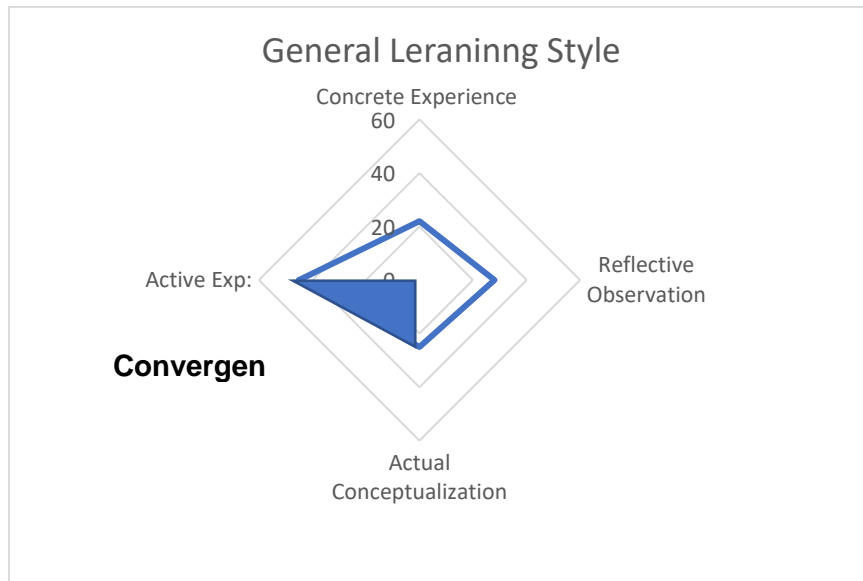 General Leraninng Style
Concrete Experience
60
40
20
0
Active Exp:
Reflective
Observation
Convergen
Actual
Conceptualization